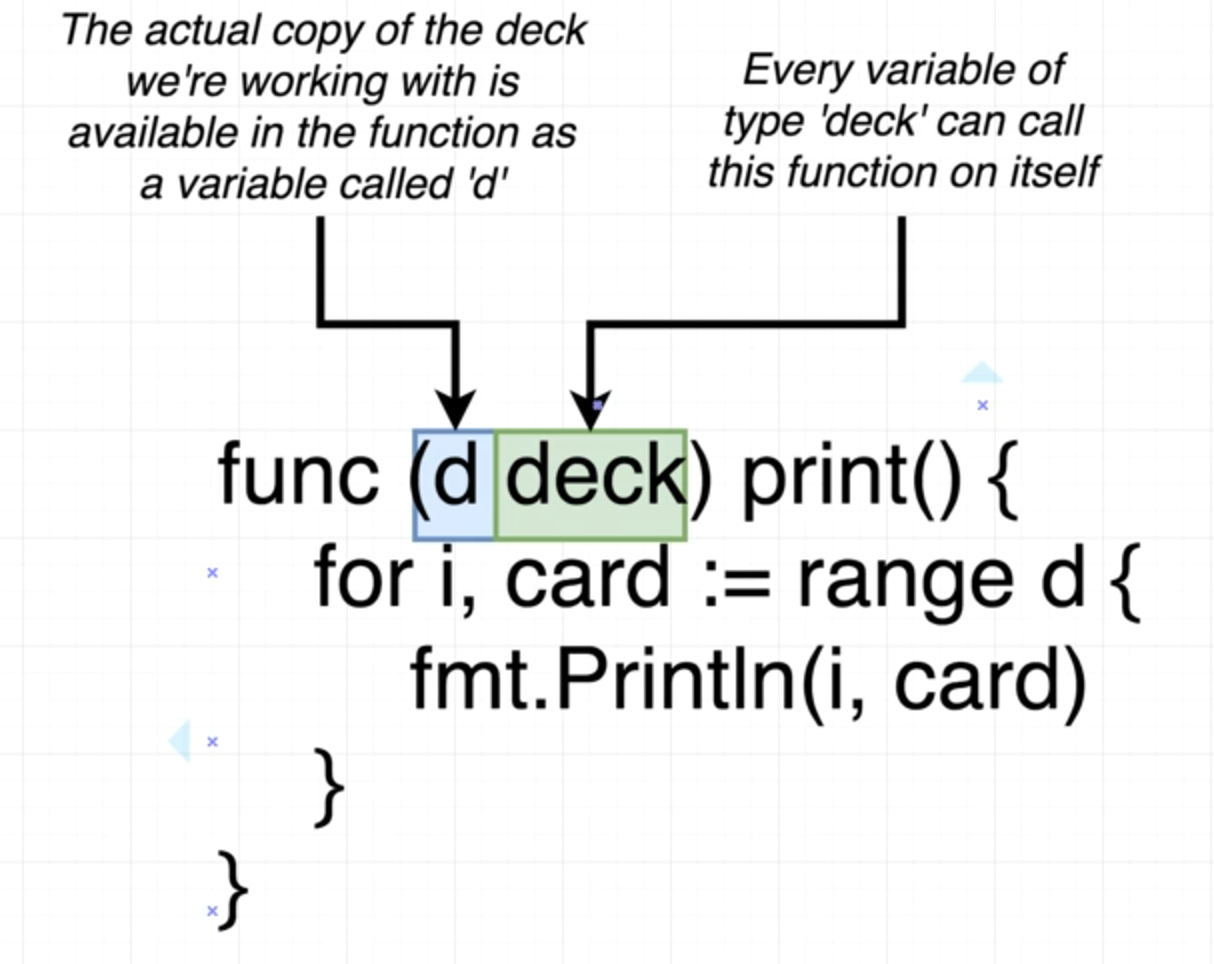 The actual copy of the deck
we're working with is
available in the function as
a variable called 'd'
Every variable of
type 'deck' can call
this function on itself
func (d deck) print() {
for i, card := range d {
fmt.Println(i, card)
}
}